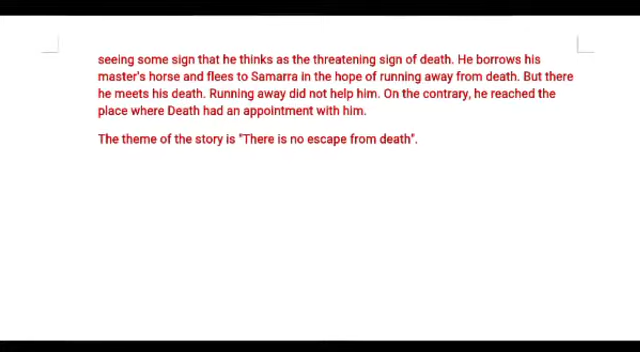 seeing some sign that he thinks as the threatening sign of death. He borrows his
master's horse and flees to Samarra in the hope of running away from death. But there
he meets his death. Running away did not help him. On the contrary, he reached the
place where Death had an appointment with him.
The theme of the story is "There is no escape from death".